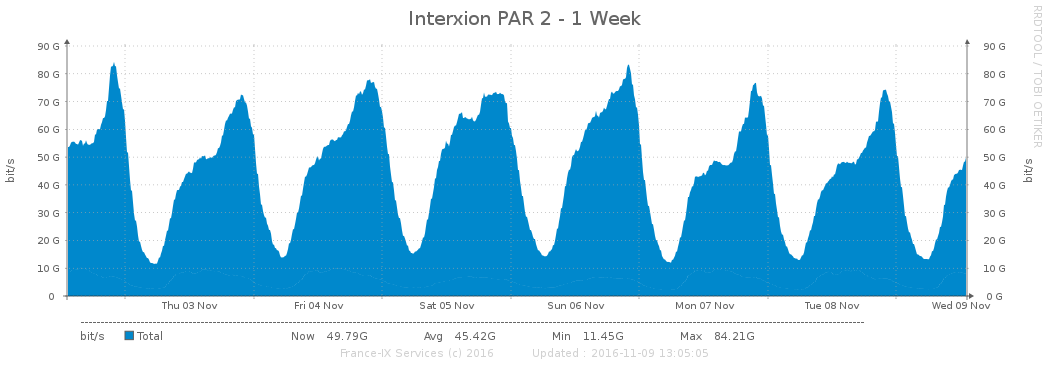 Interxion PAR 2 - 1 Week
RRDTOOL / TOBI OETIKER
90 G 90 G
80 G 80 G
70 G 70 G
60 G 60 G
50 G 50 G
40 G 40 G
30 G 30 G
20 G 20 G
10 G 10 G
0 0 G
bit/s
bit/s
Thu 03 Nov Fri 04 Nov Sat 05 Nov Sun 06 Nov Mon 07 Nov Tue 08 Nov Wed 09 Nov
bit/s Total Now 49.79G Avg 45.42G Min 11.45G Max 84.21G
France-IX Services (c) 2016 Updated : 2016-11-09 13:05:05